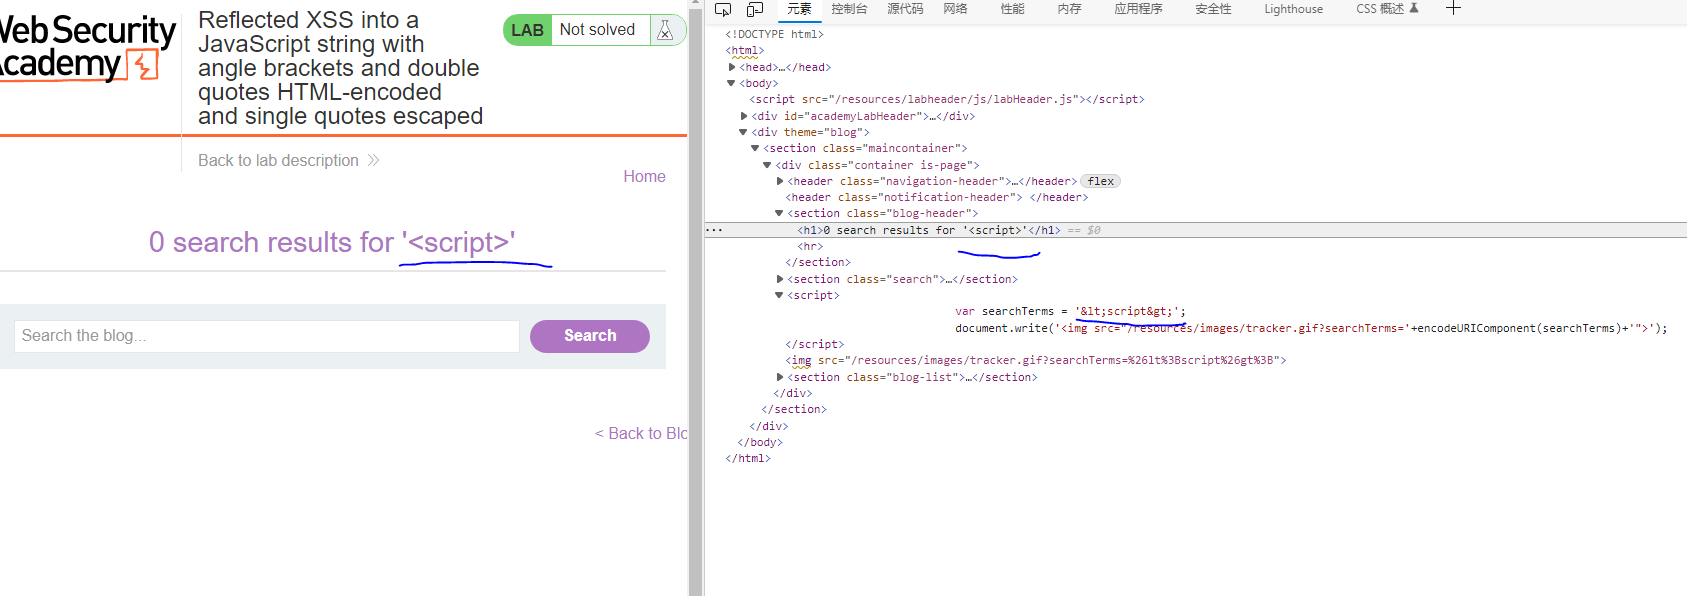 Web Security
Academy
Reflected XSS into a
JavaScript string with
angle brackets and double
quotes HTML-encoded
and single quotes escaped
LAB Not solved
Back to lab description
Home
0 search results for '<script>'
Search the blog...
Search
< Back to Blo
元素 控制台 源代码 网络 性能 内存 应用程序 安全性 Lighthouse CSS 概述
<!DOCTYPE html>
<html>
<head>…</head>
<body>
<script src="/resources/labheader/js/labHeader.js"></script>
<div id="academyLabHeader">…</div>
<div theme="blog">
<section class="maincontainer">
<div class="container is-page">
<header class="navigation-header">…</header> flex
<header class="notification-header"> </header>
<section class="blog-header">
··· <h1>0 search results for '<script>'</h1> == $0
<hr>
</section>
<section class="search">…</section>
<script>
var searchTerms = '&lt;script&gt;';
document.write('<img src="/resources/images/tracker.gif?searchTerms='+encodeURIComponent(searchTerms)+'">');
</script>
<img src="/resources/images/tracker.gif?searchTerms=%26lt%3Bscript%26gt%3B">
<section class="blog-list">…</section>
</div>
</section>
</div>
</body>
</html>